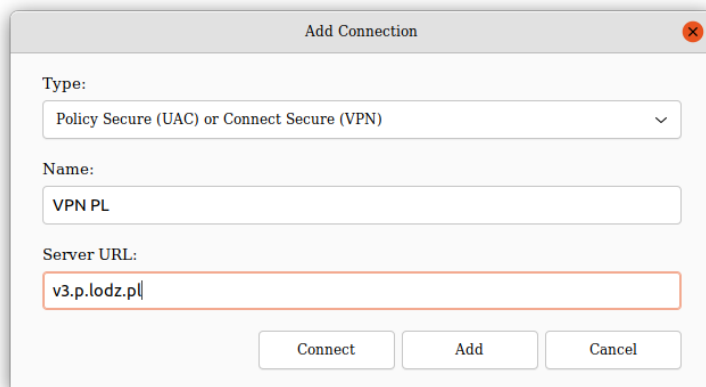 Add Connection
Type:
Policy Secure (UAC) or Connect Secure (VPN)
Name:
VPN PL
Server URL:
v3.p.lodz.pl
Connect Add Cancel